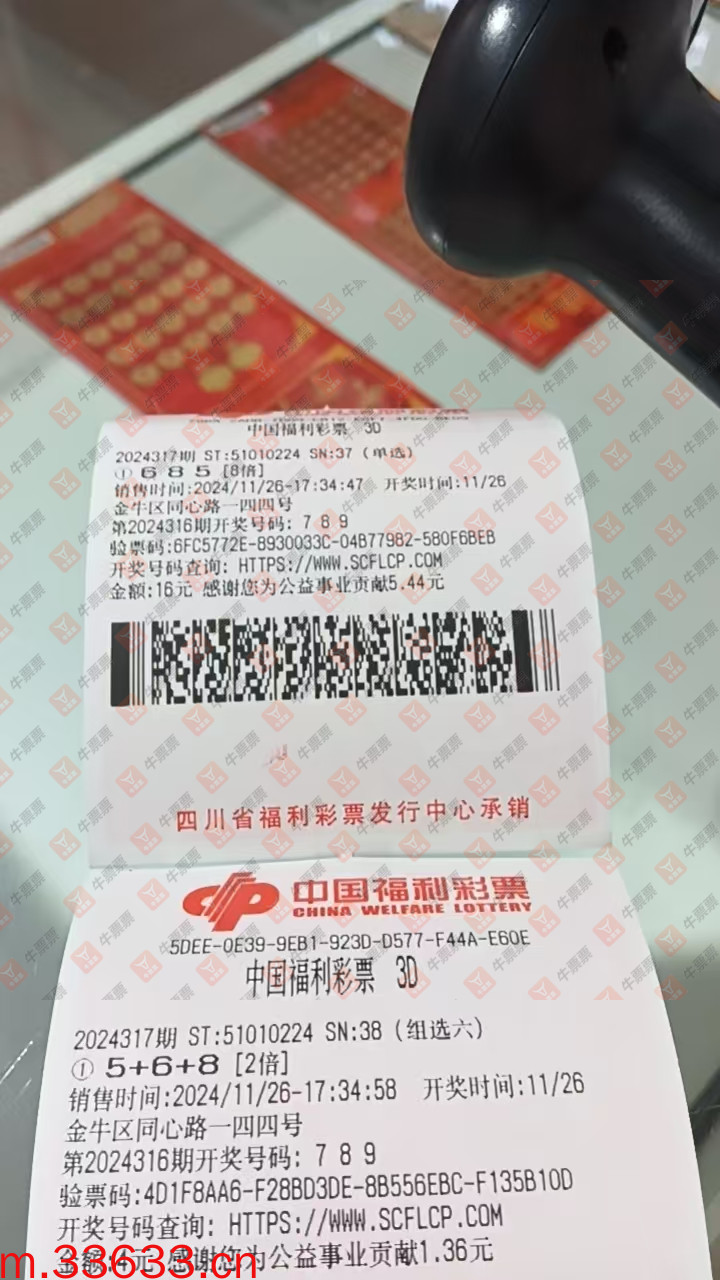 中国福利彩票 3D
2024317期 ST:51010224 SN:37 (单选)
① 6 8 5 [8倍]
销售时间:2024/11/26-17:34:47 开奖时间:11/26
金牛区同心路一四四号
第2024316期开奖号码: 7 8 9
验票码:6FC5772E-8930033C-04B77982-580F6BEB
开奖号码查询: HTTPS://WWW.SCFLCP.COM
金额:16元 感谢您为公益事业贡献5.44元
四川省福利彩票发行中心承销
中国福利彩票
CHINA WELFARE LOTTERY
5DEE-0E39-9EB1-923D-D577-F44A-E60E
中国福利彩票 3D
2024317期 ST:51010224 SN:38 (组选六)
① 5+6+8 [2倍]
销售时间:2024/11/26-17:34:58 开奖时间:11/26
金牛区同心路一四四号
第2024316期开奖号码: 7 8 9
验票码:4D1F8AA6-F28BD3DE-8B556EBC-F135B10D
开奖号码查询: HTTPS://WWW.SCFLCP.COM
金额:4元 感谢您为公益事业贡献1.36元
m.33633.cn
牛票票